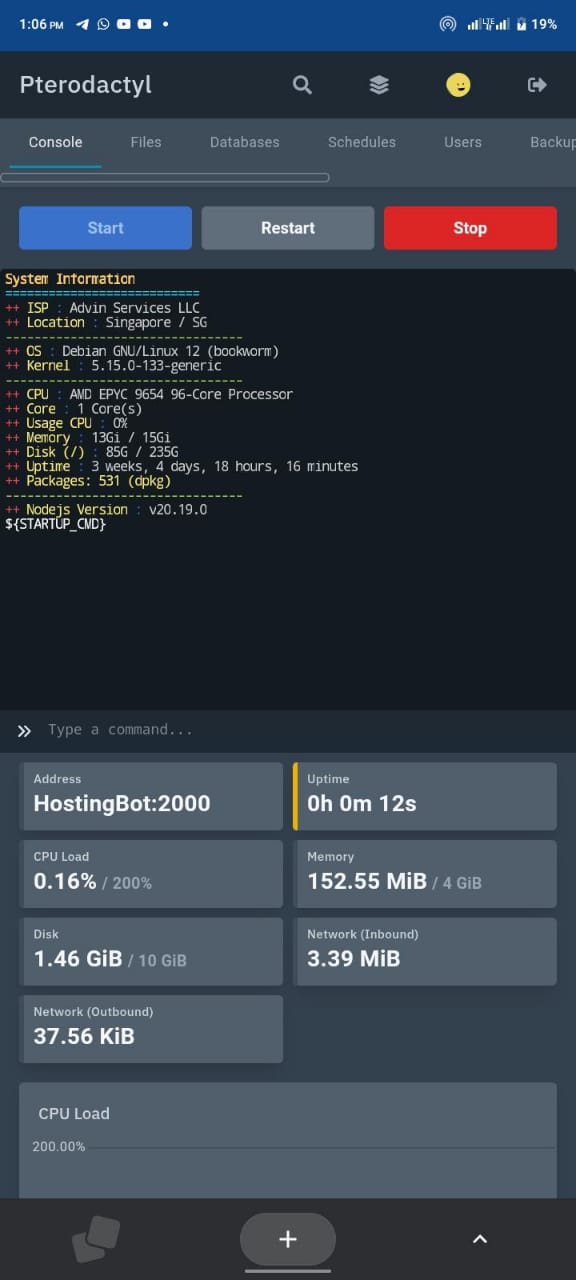 1:06 PM
LTE
19%
Pterodactyl
Console Files Databases Schedules Users Backup
Start Restart Stop
System Information
===========================
++ ISP : Advin Services LLC
++ Location : Singapore / SG
---------------------------------
++ OS : Debian GNU/Linux 12 (bookworm)
++ Kernel : 5.15.0-133-generic
---------------------------------
++ CPU : AMD EPYC 9654 96-Core Processor
++ Core : 1 Core(s)
++ Usage CPU : 0%
++ Memory : 13Gi / 15Gi
++ Disk (/) : 85G / 235G
++ Uptime : 3 weeks, 4 days, 18 hours, 16 minutes
++ Packages: 531 (dpkg)
---------------------------------
++ Nodejs Version : v20.19.0
${STARTUP_CMD}
Type a command...
Address
HostingBot:2000
Uptime
0h 0m 12s
CPU Load
0.16% / 200%
Memory
152.55 MiB / 4 GiB
Disk
1.46 GiB / 10 GiB
Network (Inbound)
3.39 MiB
Network (Outbound)
37.56 KiB
CPU Load
200.00%